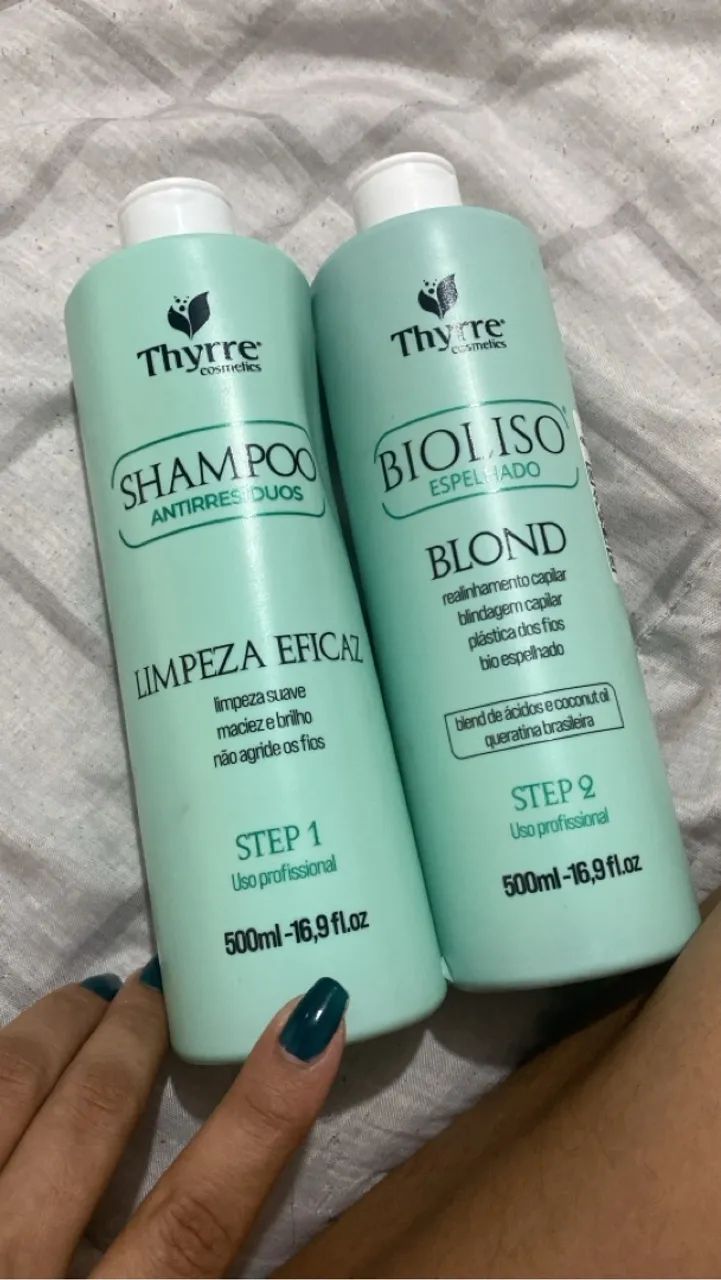 Thyrre
cosmetics
SHAMPOO
ANTIRRESÍDUOS
LIMPEZA EFICAZ
limpeza suave
maciez e brilho
não agride os fios
STEP 1
Uso profissional
500ml-16,9 fl.oz
Thyrre
cosmetics
BIOLISO
ESPELHADO
BLOND
realinhamento capilar
blindagem capilar
plástica dos fios
bio espelhado
blend de ácidos e coconut oil
queratina brasileira
STEP 2
Uso profissional
500ml-16,9 fl.oz